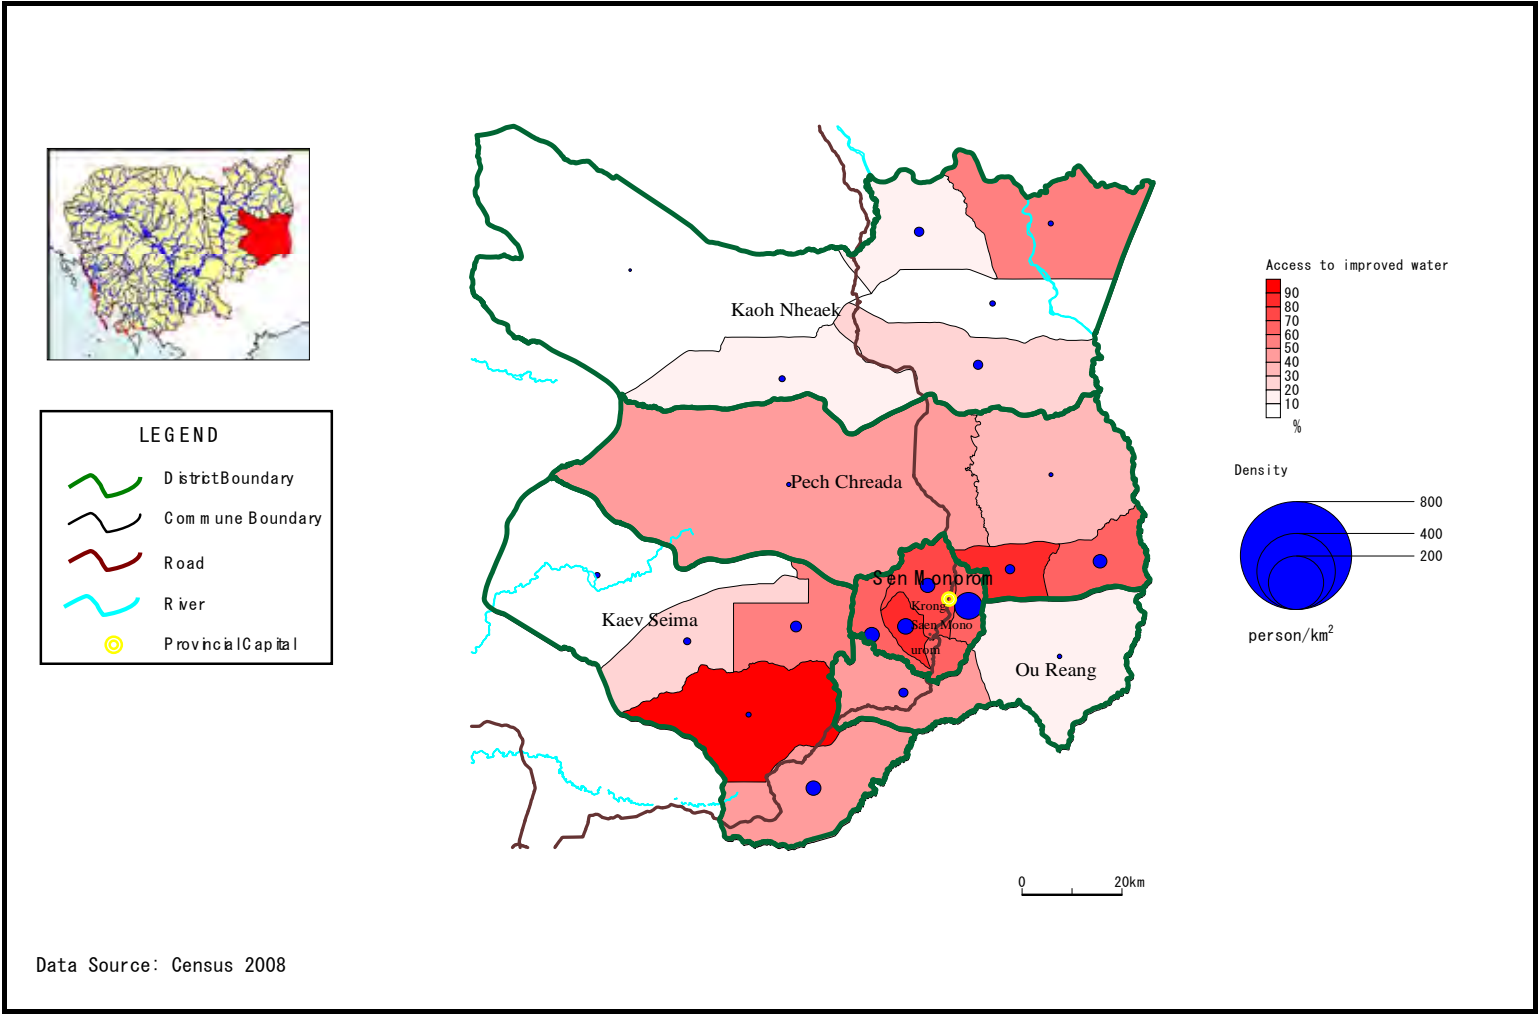 Kaoh Nheaek
Pech Chreada
Sen Monorom
Krong
Saen Mono
urom
Kaev Seima
Ou Reang
Access to improved water
90
80
70
60
50
40
30
20
10
%
Density
800
400
200
person/km²
LEGEND
District Boundary
Commune Boundary
Road
River
Provincial Capital
0 20km
Data Source: Census 2008